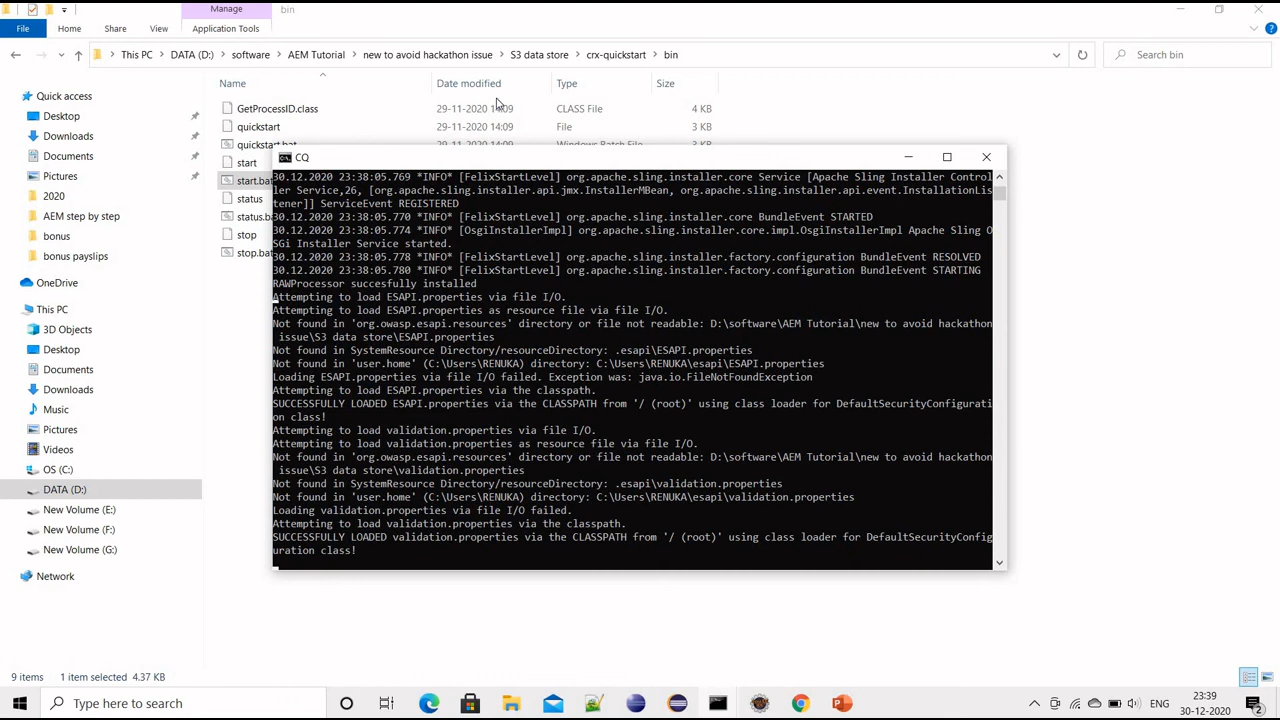 Manage
bin
File
Home
Share
View
Application Tools
This PC
DATA (D:)
software
AEM Tutorial
new to avoid hackathon issue
S3 data store
crx-quickstart
bin
Search bin
Name
Date modified
Type
Size
Quick access
Desktop
Downloads
Documents
Pictures
2020
AEM step by step
bonus
bonus payslips
OneDrive
This PC
3D Objects
Desktop
Documents
Downloads
Music
Pictures
Videos
OS (C:)
DATA (D:)
New Volume (E:)
New Volume (F:)
New Volume (G:)
Network
GetProcessID.class
29-11-2020 14:09
CLASS File
4 KB
quickstart
29-11-2020 14:09
File
3 KB
quickstart.bat
29-11-2020 14:09
Windows Batch File
2 KB
start
start.bat
status
status.ba
stop
stop.bat
CQ
30.12.2020 23:38:05.769 *INFO* [FelixStartLevel] org.apache.sling.installer.core Service [Apache Sling Installer Control
ler Service,26, [org.apache.sling.installer.api.jmx.InstallerMBean, org.apache.sling.installer.api.event.InstallationLis
tener]] ServiceEvent REGISTERED
30.12.2020 23:38:05.770 *INFO* [FelixStartLevel] org.apache.sling.installer.core BundleEvent STARTED
30.12.2020 23:38:05.774 *INFO* [OsgiInstallerImpl] org.apache.sling.installer.core.impl.OsgiInstallerImpl Apache Sling O
SGi Installer Service started.
30.12.2020 23:38:05.778 *INFO* [FelixStartLevel] org.apache.sling.installer.factory.configuration BundleEvent RESOLVED
30.12.2020 23:38:05.780 *INFO* [FelixStartLevel] org.apache.sling.installer.factory.configuration BundleEvent STARTING
RAWProcessor succesfully installed
Attempting to load ESAPI.properties via file I/O.
Attempting to load ESAPI.properties as resource file via file I/O.
Not found in 'org.owasp.esapi.resources' directory or file not readable: D:\software\AEM Tutorial\new to avoid hackathon
 issue\S3 data store\ESAPI.properties
Not found in SystemResource Directory/resourceDirectory: .esapi\ESAPI.properties
Not found in 'user.home' (C:\Users\RENUKA) directory: C:\Users\RENUKA\esapi\ESAPI.properties
Loading ESAPI.properties via file I/O failed. Exception was: java.io.FileNotFoundException
Attempting to load ESAPI.properties via the classpath.
SUCCESSFULLY LOADED ESAPI.properties via the CLASSPATH from '/ (root)' using class loader for DefaultSecurityConfigurati
on class!
Attempting to load validation.properties via file I/O.
Attempting to load validation.properties as resource file via file I/O.
Not found in 'org.owasp.esapi.resources' directory or file not readable: D:\software\AEM Tutorial\new to avoid hackathon
 issue\S3 data store\validation.properties
Not found in SystemResource Directory/resourceDirectory: .esapi\validation.properties
Not found in 'user.home' (C:\Users\RENUKA) directory: C:\Users\RENUKA\esapi\validation.properties
Loading validation.properties via file I/O failed.
Attempting to load validation.properties via the classpath.
SUCCESSFULLY LOADED validation.properties via the CLASSPATH from '/ (root)' using class loader for DefaultSecurityConfig
uration class!
9 items
1 item selected 4.37 KB
Type here to search
ENG
23:39
30-12-2020
2